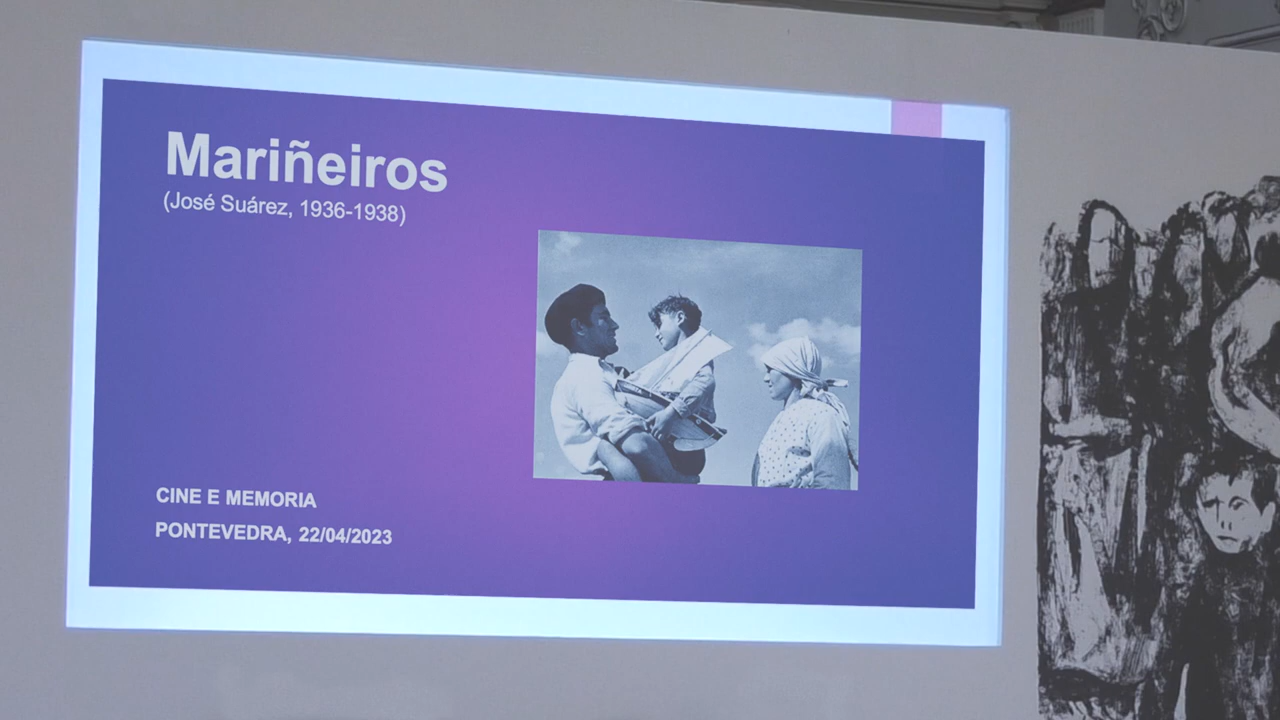 Mariñeiros
(José Suárez, 1936-1938)
CINE E MEMORIA
PONTEVEDRA, 22/04/2023